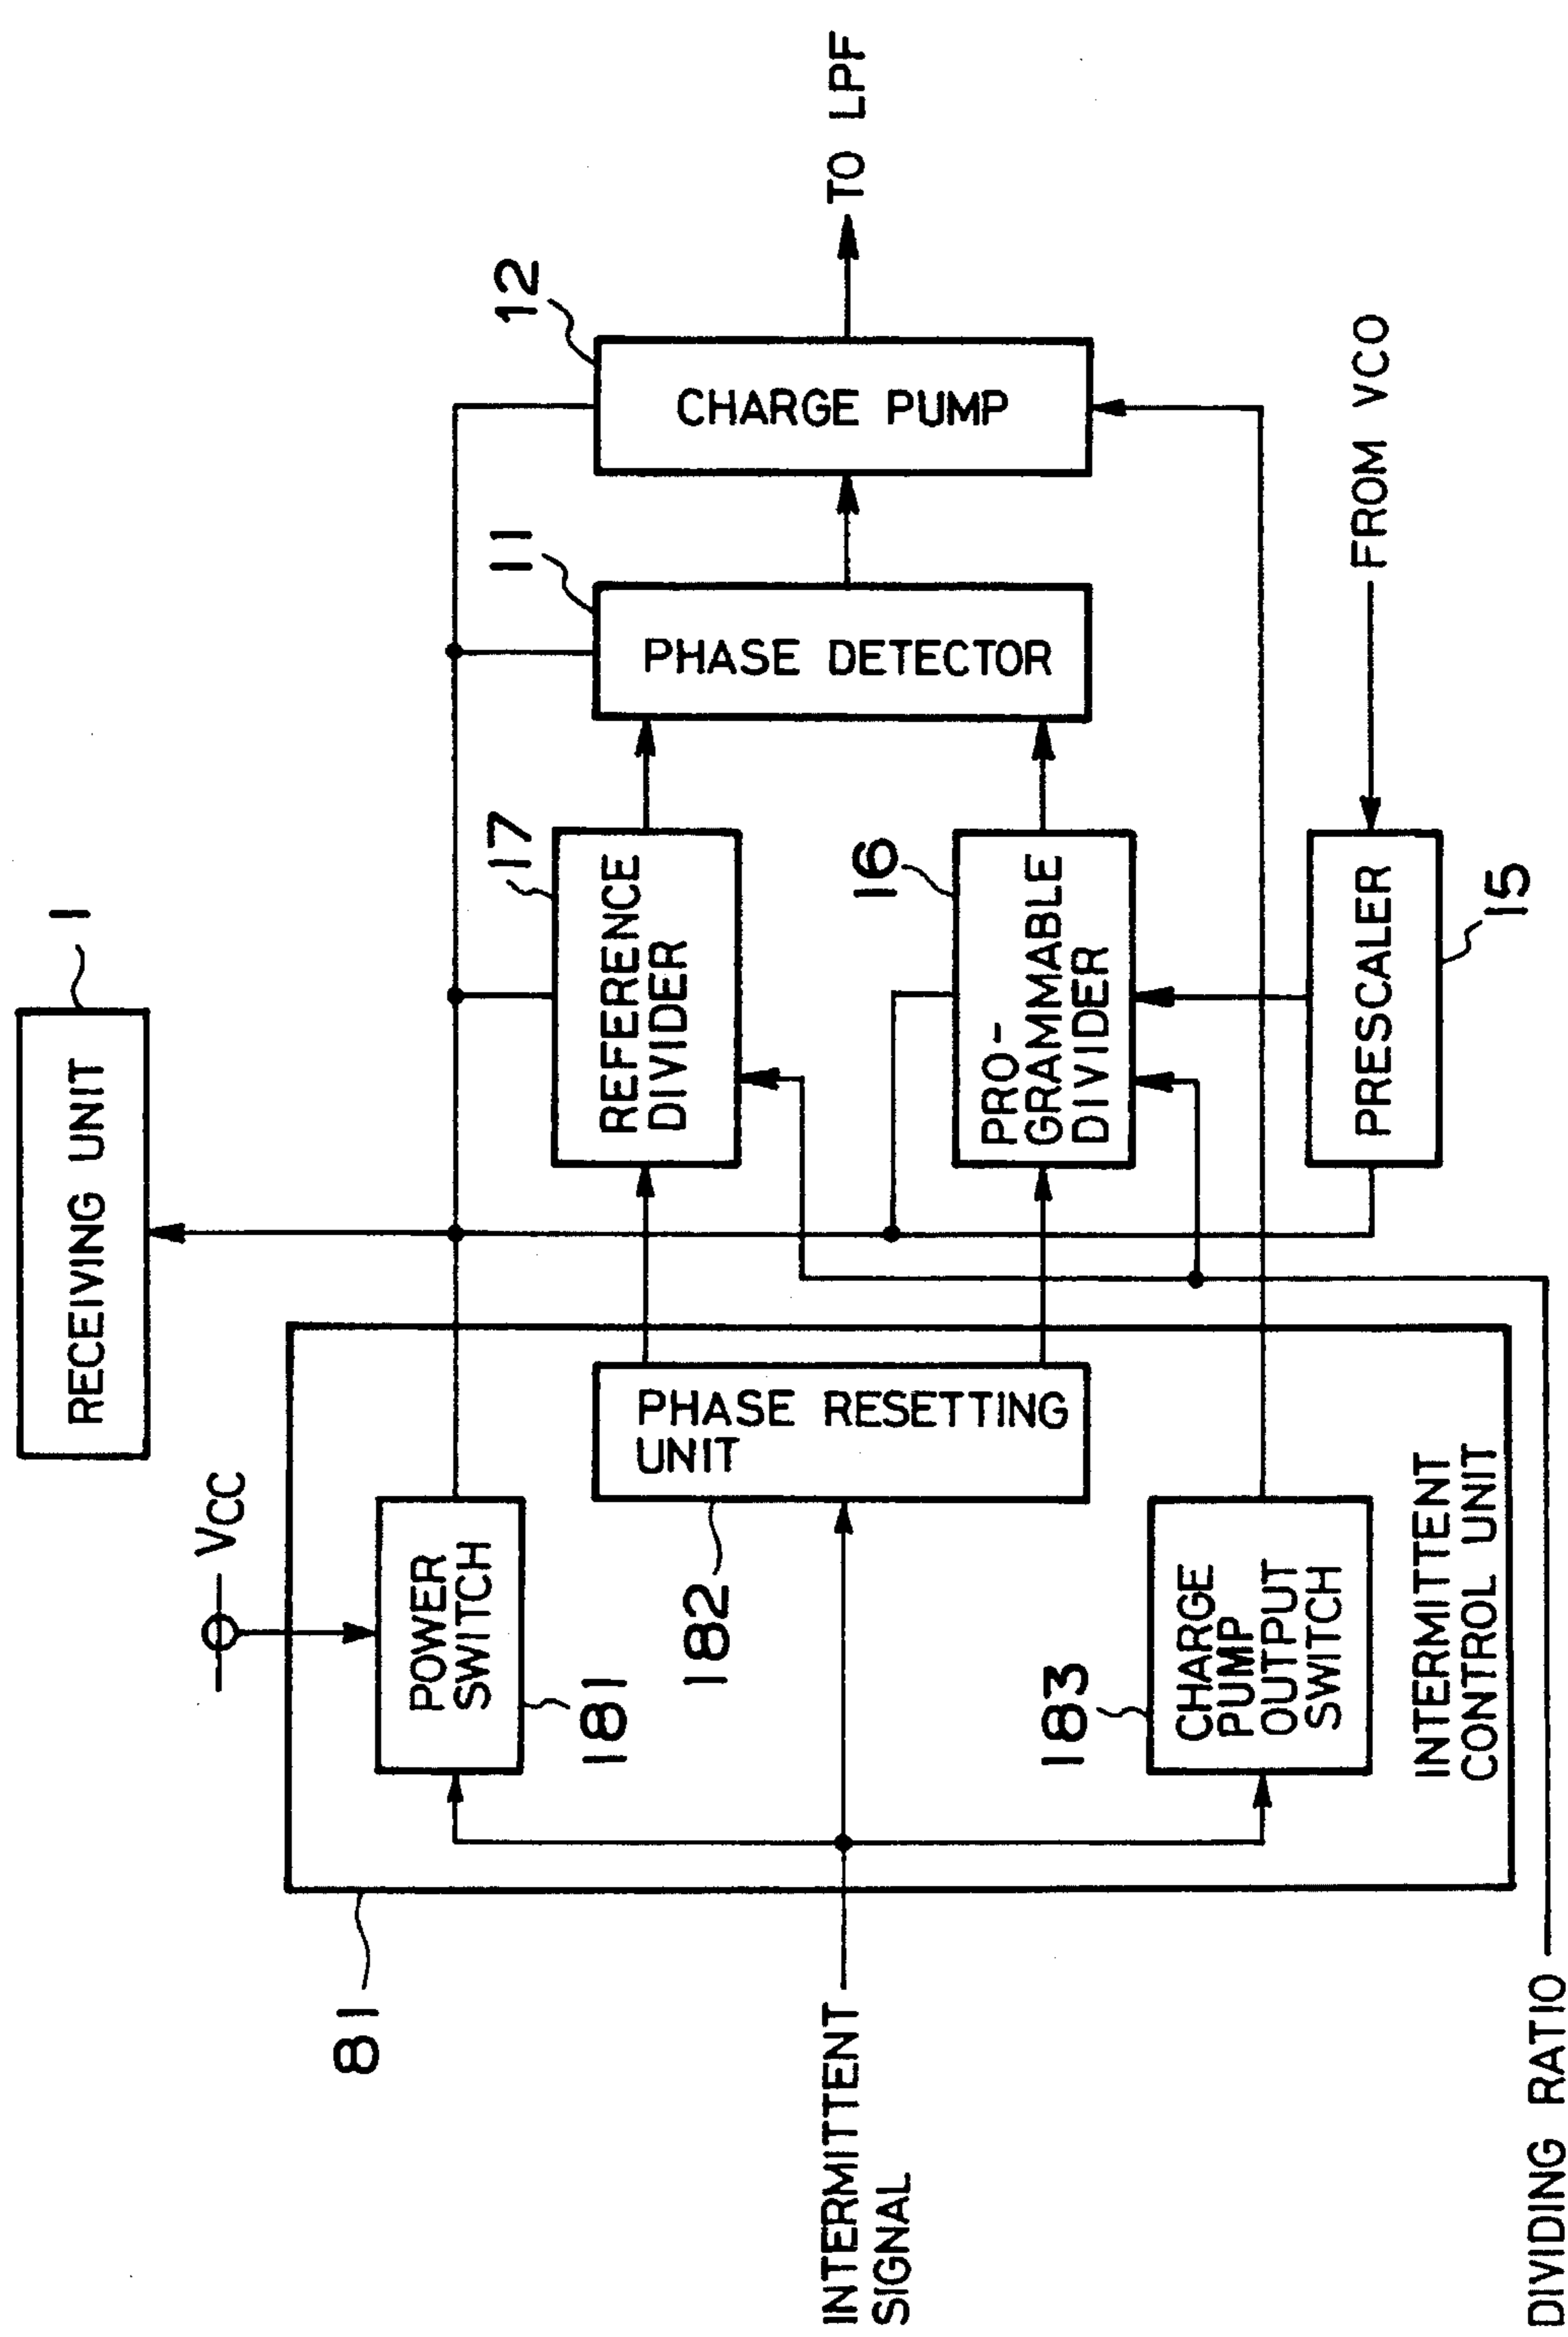 RECEIVING UNIT
1
VCC
POWER
SWITCH
181
PHASE RESETTING
UNIT
182
CHARGE
PUMP
OUTPUT
SWITCH
183
INTERMITTENT
CONTROL UNIT
81
INTERMITTENT
SIGNAL
DIVIDING RATIO
REFERENCE
DIVIDER
17
PRO-
GRAMMABLE
DIVIDER
16
PRESCALER
15
PHASE DETECTOR
11
CHARGE PUMP
12
TO LPF
FROM VCO